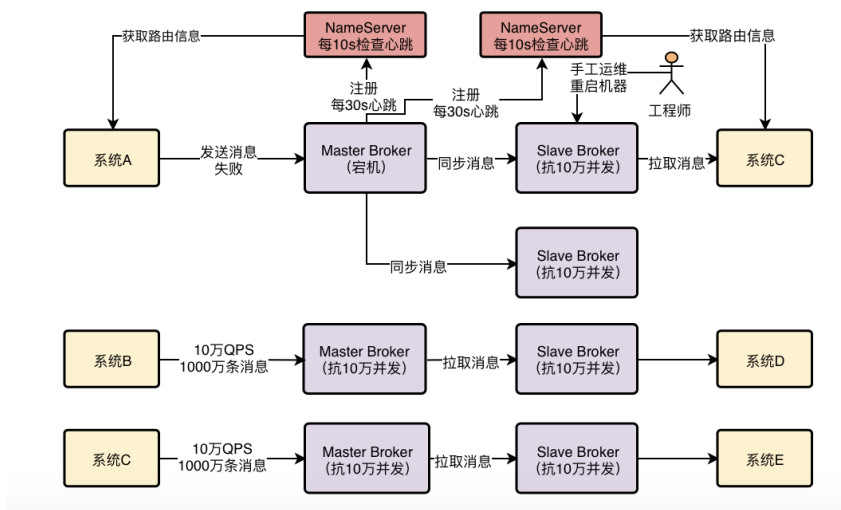 NameServer
每10s检查心跳
NameServer
每10s检查心跳
获取路由信息
获取路由信息
注册
每30s心跳
注册
每30s心跳
手工运维
重启机器
工程师
系统A
发送消息
失败
Master Broker
（宕机）
同步消息
Slave Broker
（抗10万并发）
拉取消息
系统C
同步消息
Slave Broker
（抗10万并发）
系统B
10万QPS
1000万条消息
Master Broker
（抗10万并发）
拉取消息
Slave Broker
（抗10万并发）
系统D
系统C
10万QPS
1000万条消息
Master Broker
（抗10万并发）
拉取消息
Slave Broker
（抗10万并发）
系统E